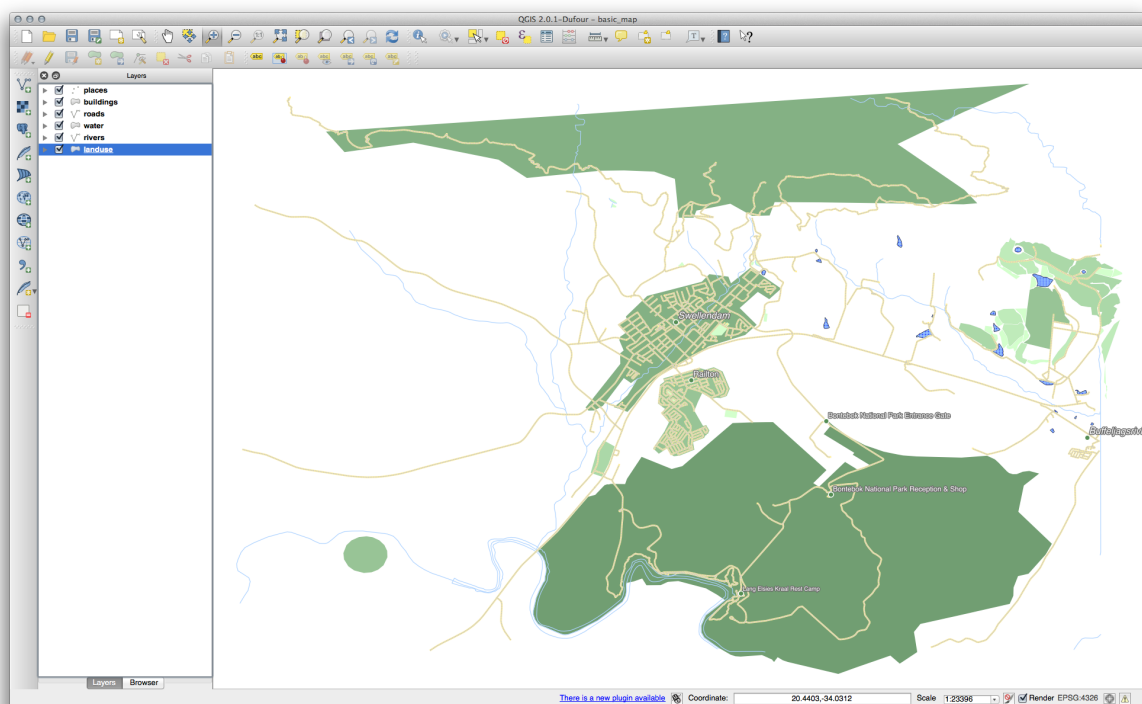 QGIS 2.0.1-Dufour – basic_map
Layers
places
buildings
roads
water
rivers
landuse
Swellendam
Railton
Bontebok National Park Entrance Gate
Bontebok National Park Reception & Shop
Lang Elsies Kraal Rest Camp
Layers Browser
There is a new plugin available Coordinate: 20.4403,-34.0312 Scale 1:23396 Render EPSG:4326